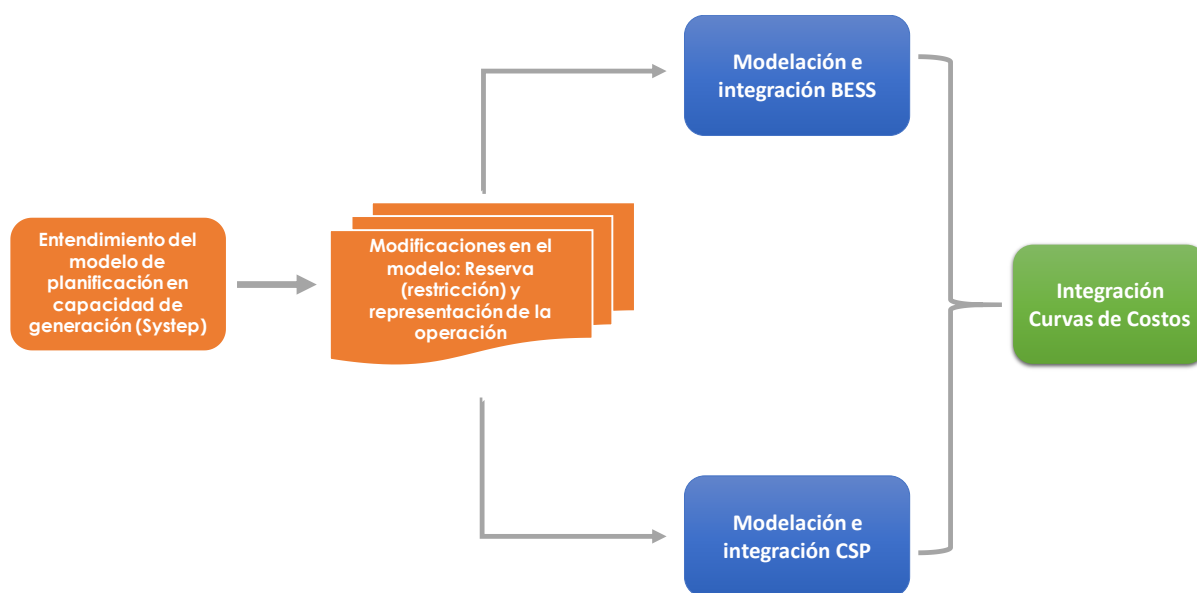 Entendimiento del
modelo de
planificación en
capacidad de
generación (Systep)
Modificaciones en el
modelo: Reserva
(restricción) y
representación de la
operación
Modelación e
integración BESS
Modelación e
integración CSP
Integración
Curvas de Costos